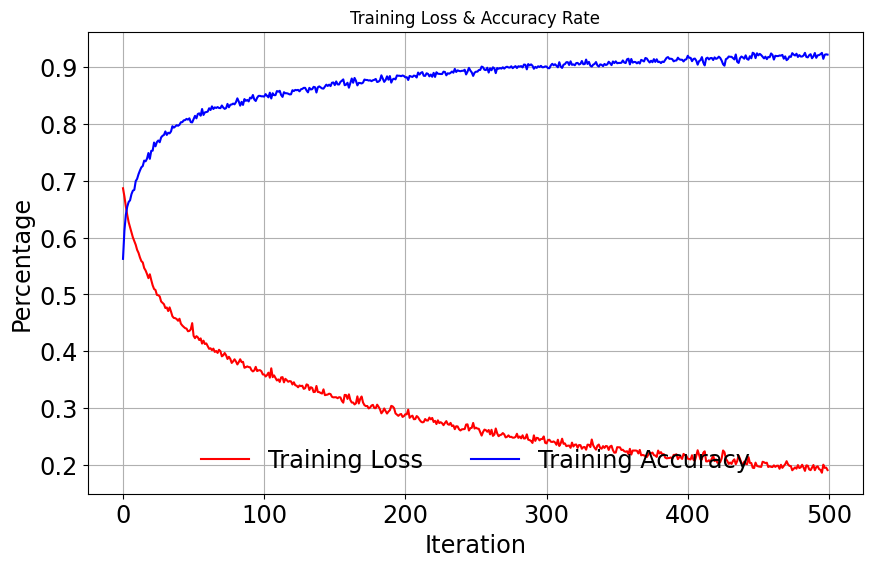 Training Loss & Accuracy Rate
Percentage
0.9
0.8
0.7
0.6
0.5
0.4
0.3
0.2
Training Loss Training Accuracy
0 100 200 300 400 500
Iteration